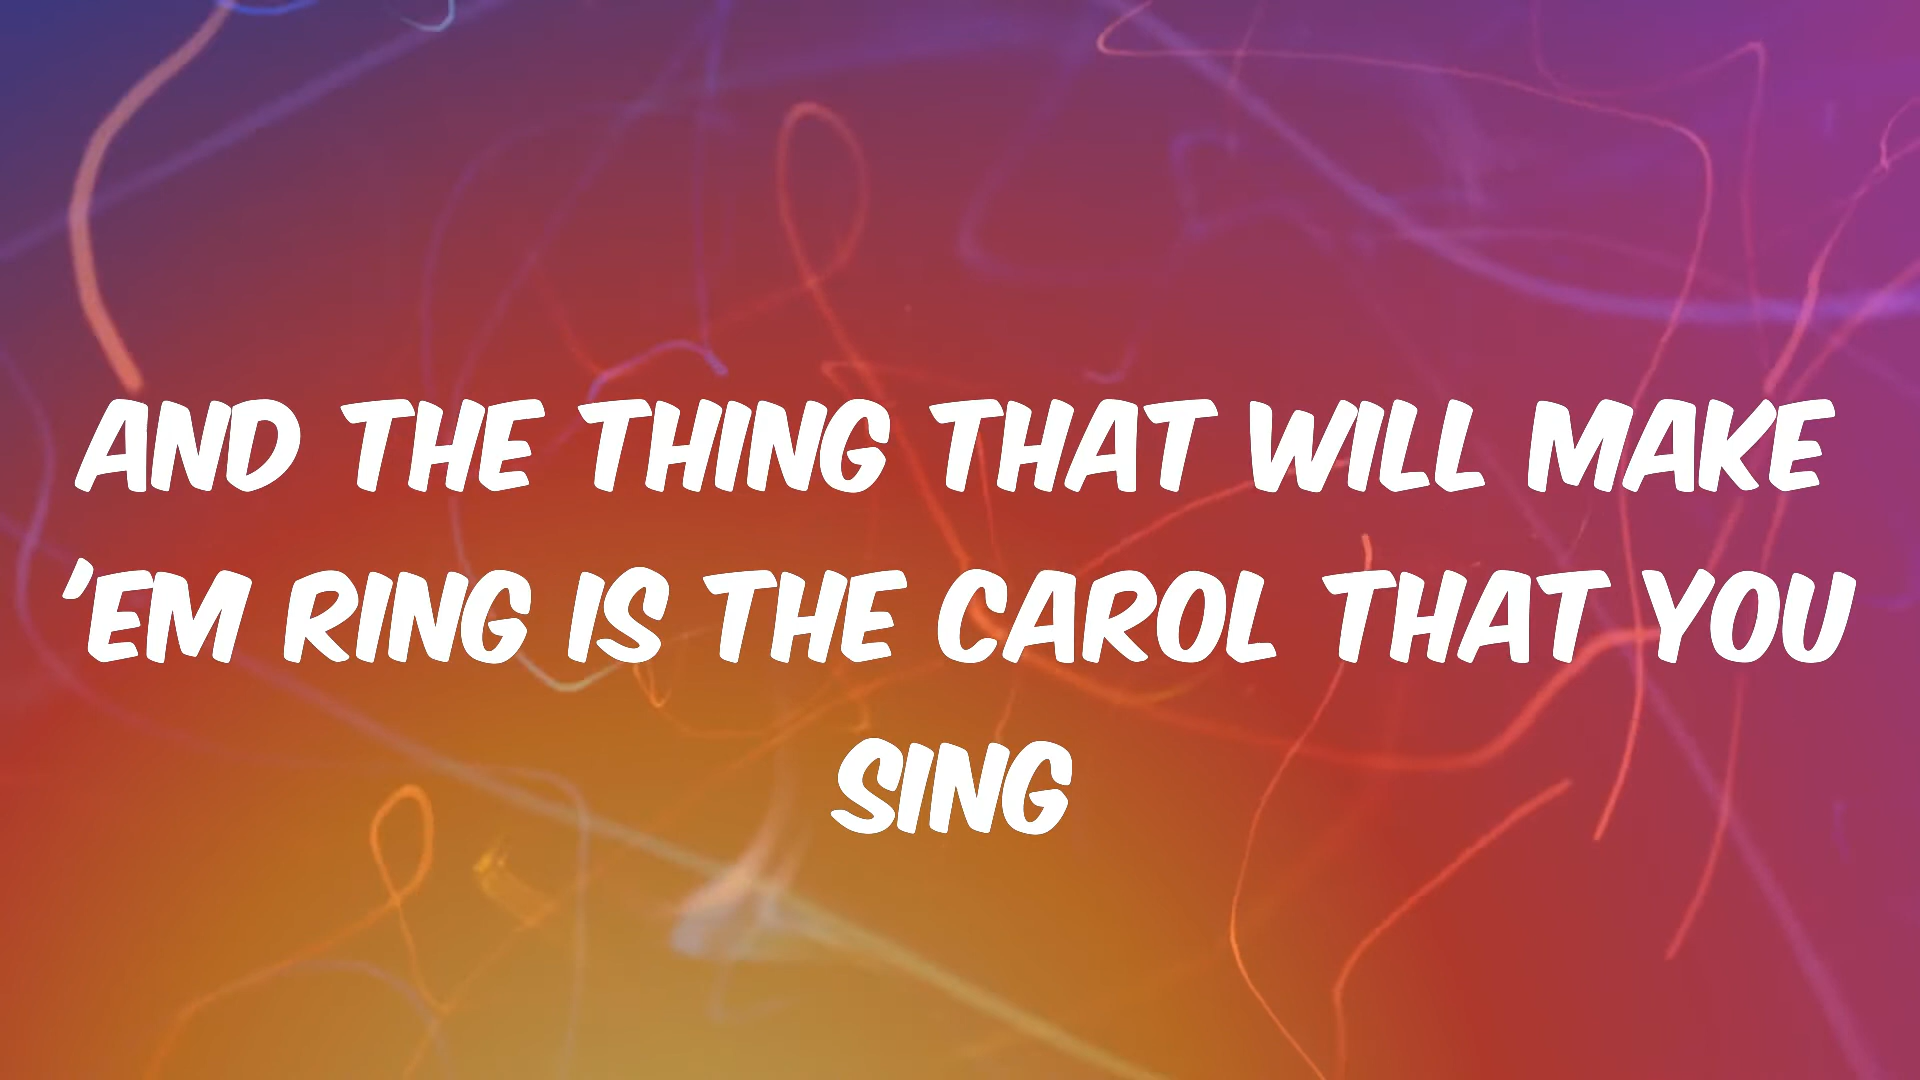 AND THE THING THAT WILL MAKE
'EM RING IS THE CAROL THAT YOU
SING